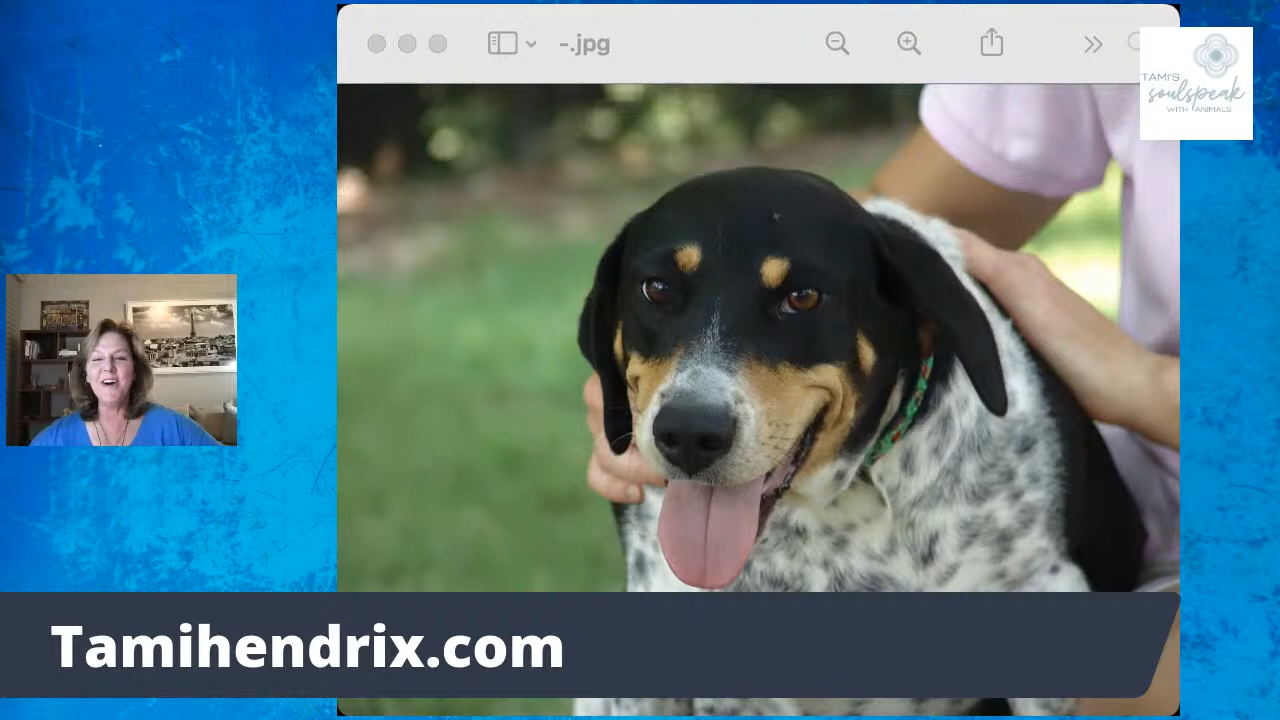 -.jpg
TAMI'S
soulspeak
WITH ANIMALS
Tamihendrix.com